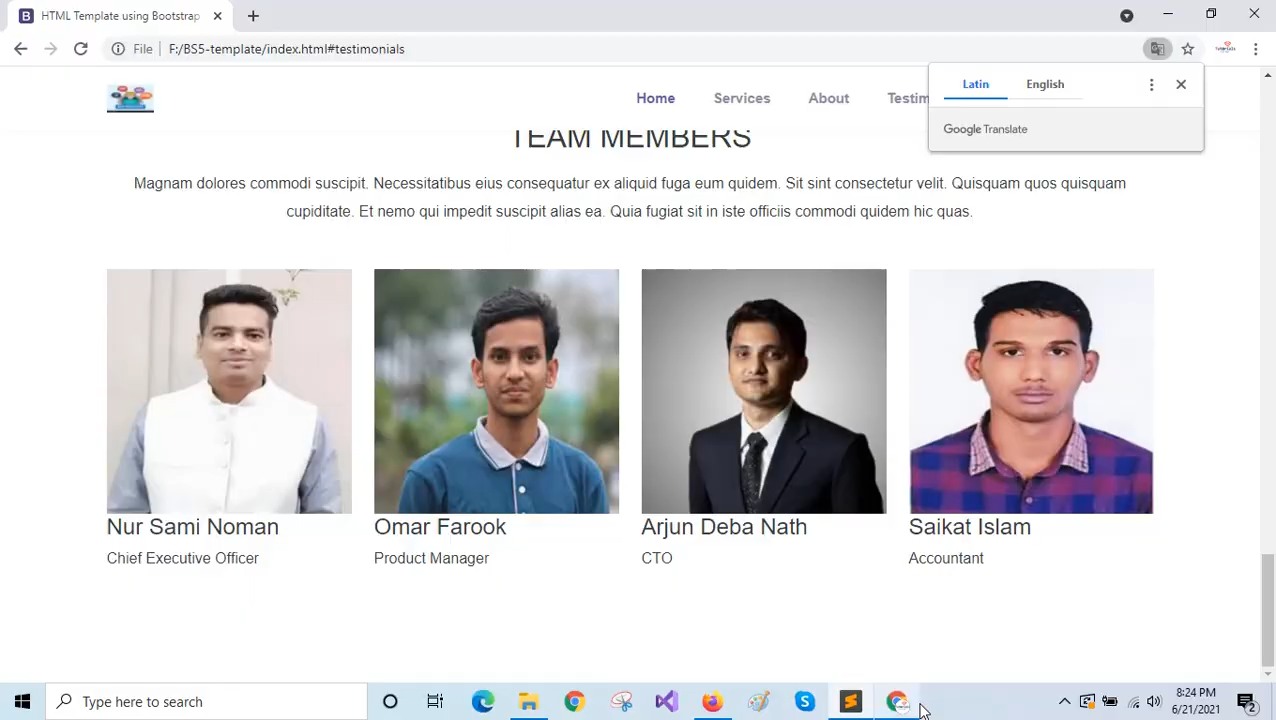 HTML Template using Bootstrap
File F:/BS5-template/index.html#testimonials
Latin English
Google Translate
Home Services About Testim
TEAM MEMBERS
Magnam dolores commodi suscipit. Necessitatibus eius consequatur ex aliquid fuga eum quidem. Sit sint consectetur velit. Quisquam quos quisquam
cupiditate. Et nemo qui impedit suscipit alias ea. Quia fugiat sit in iste officiis commodi quidem hic quas.
Nur Sami Noman
Chief Executive Officer
Omar Farook
Product Manager
Arjun Deba Nath
CTO
Saikat Islam
Accountant
Type here to search
8:24 PM
6/21/2021
2